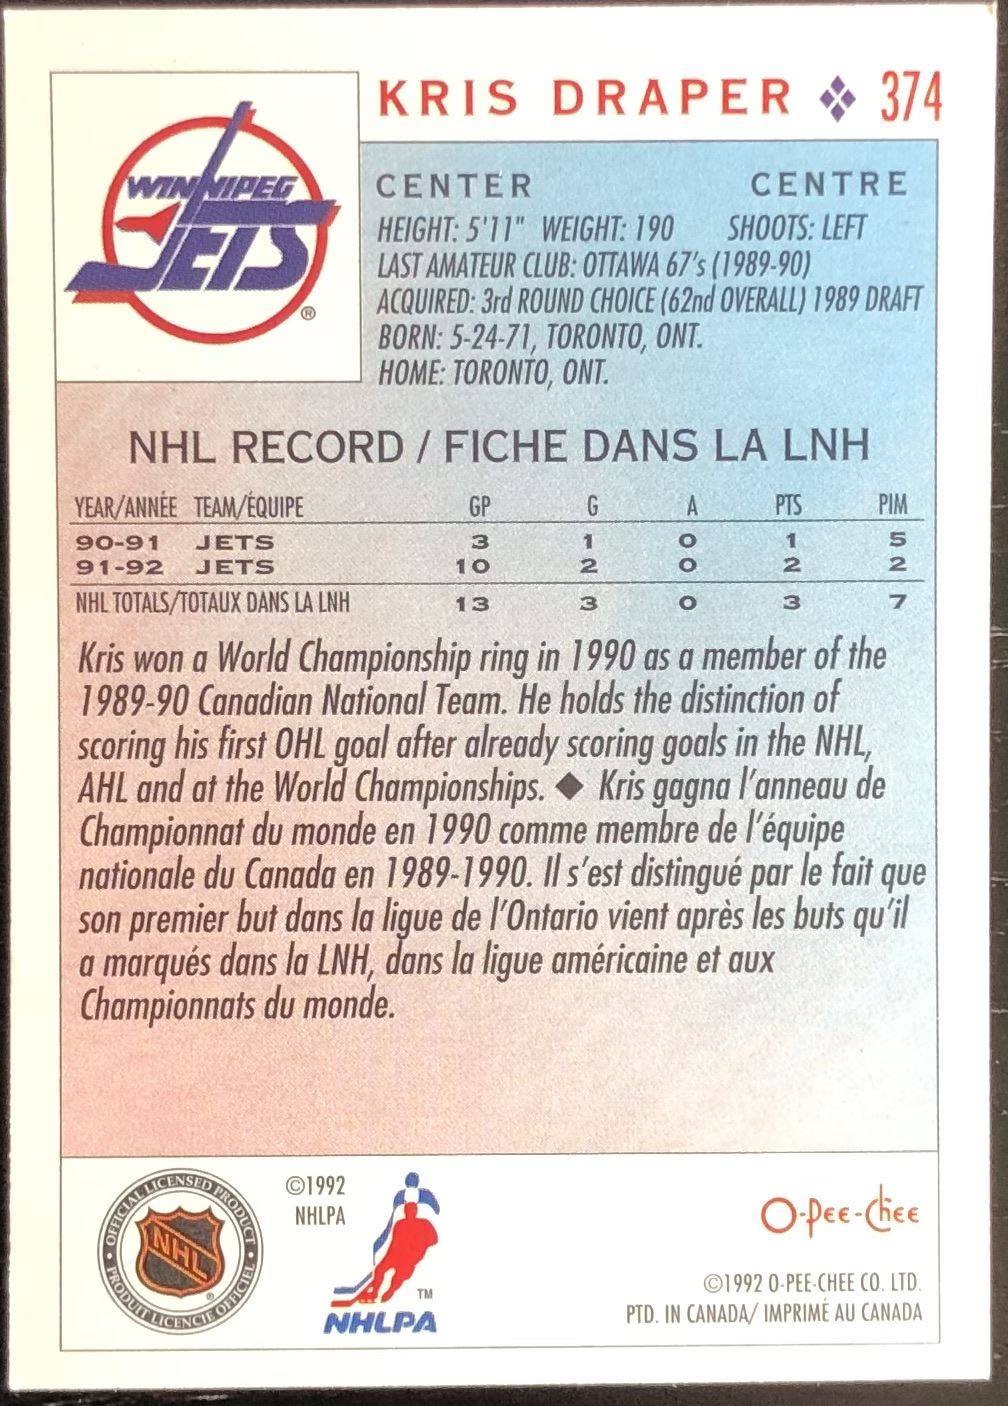 KRIS DRAPER 374
WINNIPEG
JETS
®
CENTER CENTRE
HEIGHT: 5'11" WEIGHT: 190 SHOOTS: LEFT
LAST AMATEUR CLUB: OTTAWA 67's (1989-90)
ACQUIRED: 3rd ROUND CHOICE (62nd OVERALL) 1989 DRAFT
BORN: 5-24-71, TORONTO, ONT.
HOME: TORONTO, ONT.
NHL RECORD / FICHE DANS LA LNH
YEAR/ANNÉE TEAM/ÉQUIPE GP G A PTS PIM
90-91 JETS 3 1 0 1 5
91-92 JETS 10 2 0 2 2
NHL TOTALS/TOTAUX DANS LA LNH 13 3 0 3 7
Kris won a World Championship ring in 1990 as a member of the
1989-90 Canadian National Team. He holds the distinction of
scoring his first OHL goal after already scoring goals in the NHL,
AHL and at the World Championships. ◆ Kris gagna l'anneau de
Championnat du monde en 1990 comme membre de l'équipe
nationale du Canada en 1989-1990. Il s'est distingué par le fait que
son premier but dans la ligue de l'Ontario vient après les buts qu'il
a marqués dans la LNH, dans la ligue américaine et aux
Championnats du monde.
• OFFICIAL LICENSED PRODUCT •
NHL
®
PRODUIT LICENCIE OFFICIEL
©1992
NHLPA
TM
NHLPA
O-Pee-Chee
©1992 O-PEE-CHEE CO. LTD.
PTD. IN CANADA/ IMPRIMÉ AU CANADA